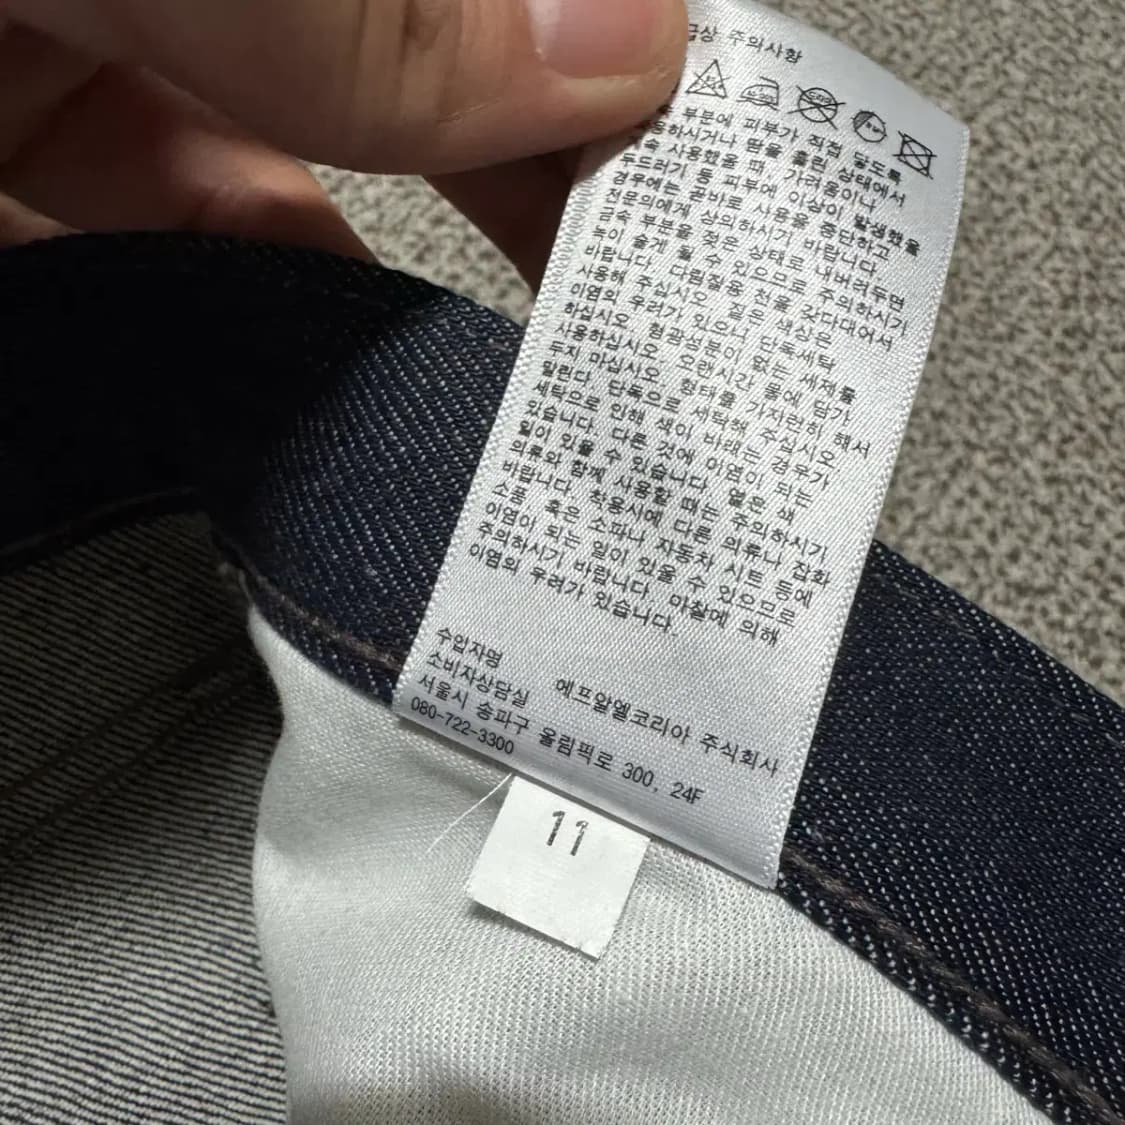 급상 주의사항
부분에 피부가 직접 닿도록
사용하시거나 땀을 흘린 상태에서
계속 사용했을 때, 가려움이나
두드러기 등 피부에 이상이 발생했을
경우에는 곧바로 사용을 중단하고
전문의에게 상의하시기 바랍니다.
금속 부분을 젖은 상태로 내버려두면
녹이 슬게 될 수 있으므로 주의하시기
바랍니다. 다림질용 천을 갖다대어서
사용해 주십시오. 짙은 색상은
이염의 우려가 있으니 단독세탁
하십시오. 형광성분이 없는 세제를
사용하십시오. 오랜시간 물에 담가
두지 마십시오. 형태를 가지런히 해서
말린다. 단독으로 세탁해 주십시오.
세탁으로 인해 색이 바래는 경우가
있습니다. 다른 것에 이염이 되는
일이 있을 수 있습니다. 옅은 색
의류와 함께 사용할 때는 주의하시기
바랍니다. 착용시에 다른 의류나 잡화
소품, 혹은 소파나 자동차 시트 등에
이염이 되는 일이 있을 수 있으므로
주의하시기 바랍니다. 마찰에 의해
이염의 우려가 있습니다.
수입자명 에프알엘코리아 주식회사
소비자상담실
서울시 송파구 올림픽로 300, 24F
080-722-3300
11